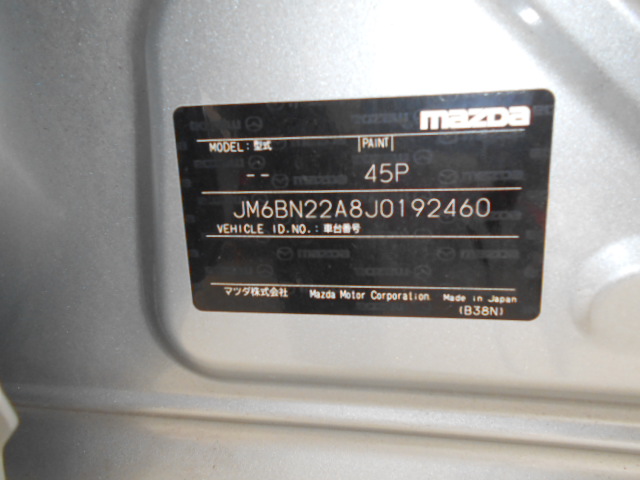 mazda
MODEL：型式 PAINT
-- 45P
JM6BN22A8J0192460
VEHICLE ID.NO.：車台番号
マツダ株式会社 Mazda Motor Corporation Made in Japan
(B38N)